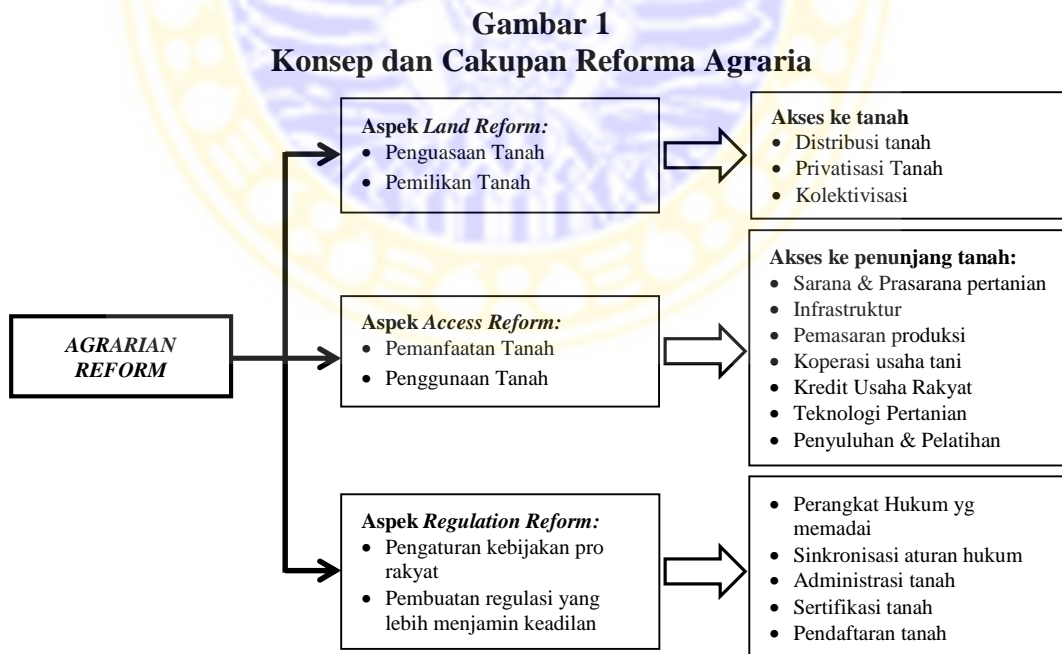 Gambar 1
Konsep dan Cakupan Reforma Agraria
AGRARIAN
REFORM
Aspek Land Reform:
• Penguasaan Tanah
• Pemilikan Tanah
Akses ke tanah
• Distribusi tanah
• Privatisasi Tanah
• Kolektivisasi
Aspek Access Reform:
• Pemanfaatan Tanah
• Penggunaan Tanah
Akses ke penunjang tanah:
• Sarana & Prasarana pertanian
• Infrastruktur
• Pemasaran produksi
• Koperasi usaha tani
• Kredit Usaha Rakyat
• Teknologi Pertanian
• Penyuluhan & Pelatihan
Aspek Regulation Reform:
• Pengaturan kebijakan pro
rakyat
• Pembuatan regulasi yang
lebih menjamin keadilan
• Perangkat Hukum yg
memadai
• Sinkronisasi aturan hukum
• Administrasi tanah
• Sertifikasi tanah
• Pendaftaran tanah